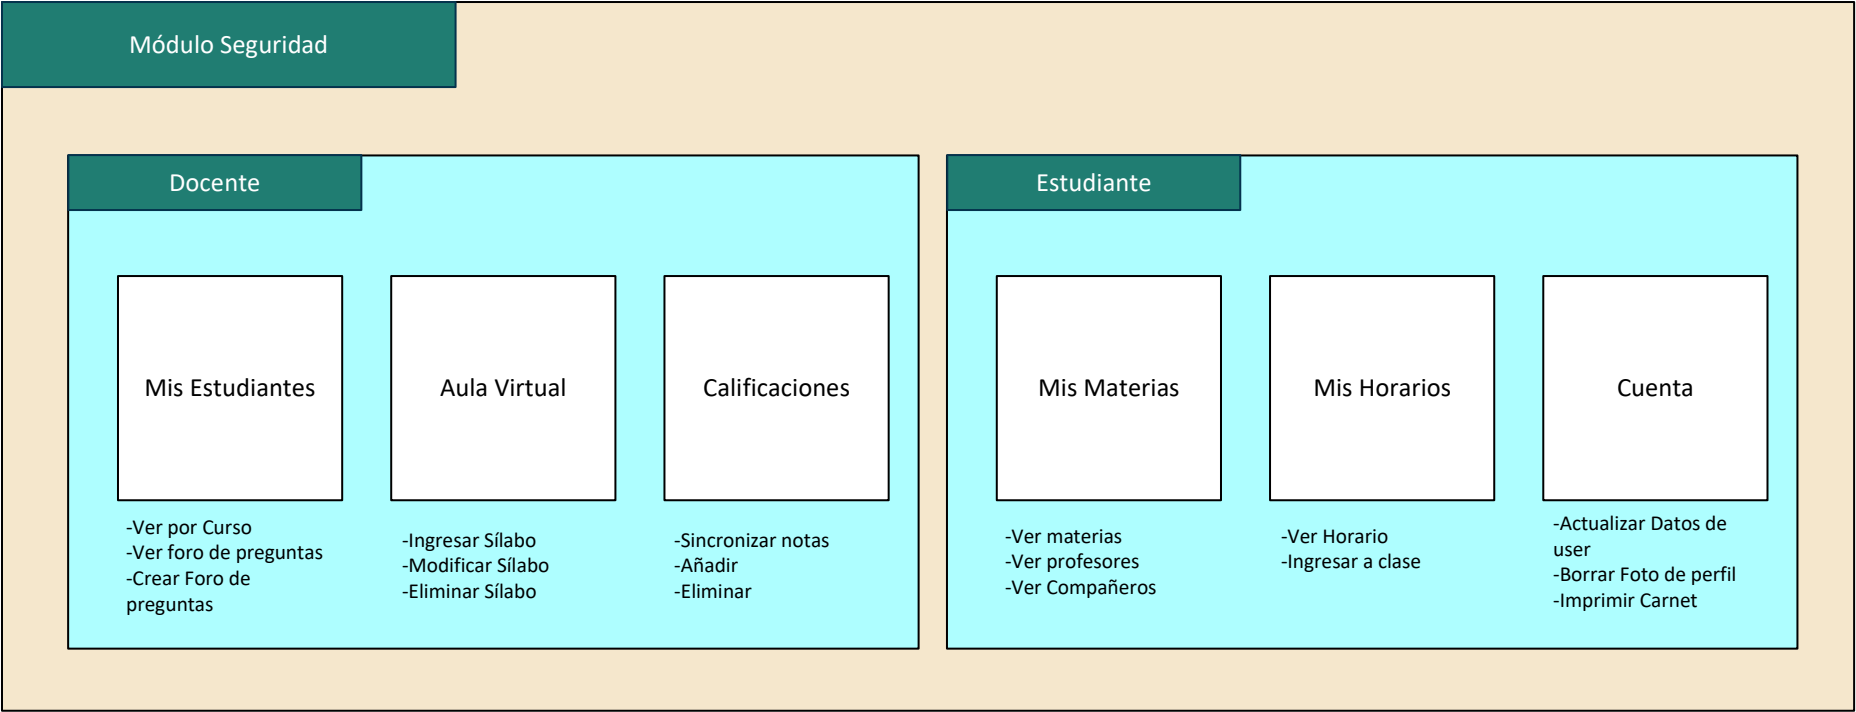 Módulo Seguridad
Docente
Mis Estudiantes
-Ver por Curso
-Ver foro de preguntas
-Crear Foro de
preguntas
Aula Virtual
-Ingresar Sílabo
-Modificar Sílabo
-Eliminar Sílabo
Calificaciones
-Sincronizar notas
-Añadir
-Eliminar
Estudiante
Mis Materias
-Ver materias
-Ver profesores
-Ver Compañeros
Mis Horarios
-Ver Horario
-Ingresar a clase
Cuenta
-Actualizar Datos de
user
-Borrar Foto de perfil
-Imprimir Carnet